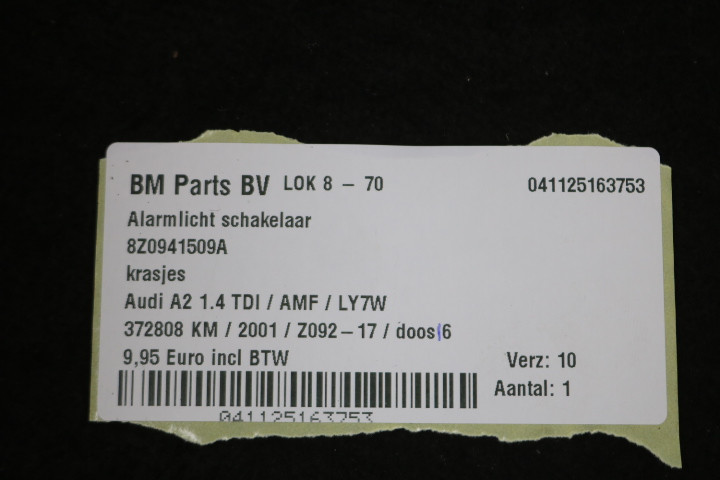 BM Parts BV LOK 8 - 70 041125163753
Alarmlicht schakelaar
8Z0941509A
krasjes
Audi A2 1.4 TDI / AMF / LY7W
372808 KM / 2001 / Z092-17 / doos 6
9,95 Euro incl BTW Verz: 10
Aantal: 1
041125163753